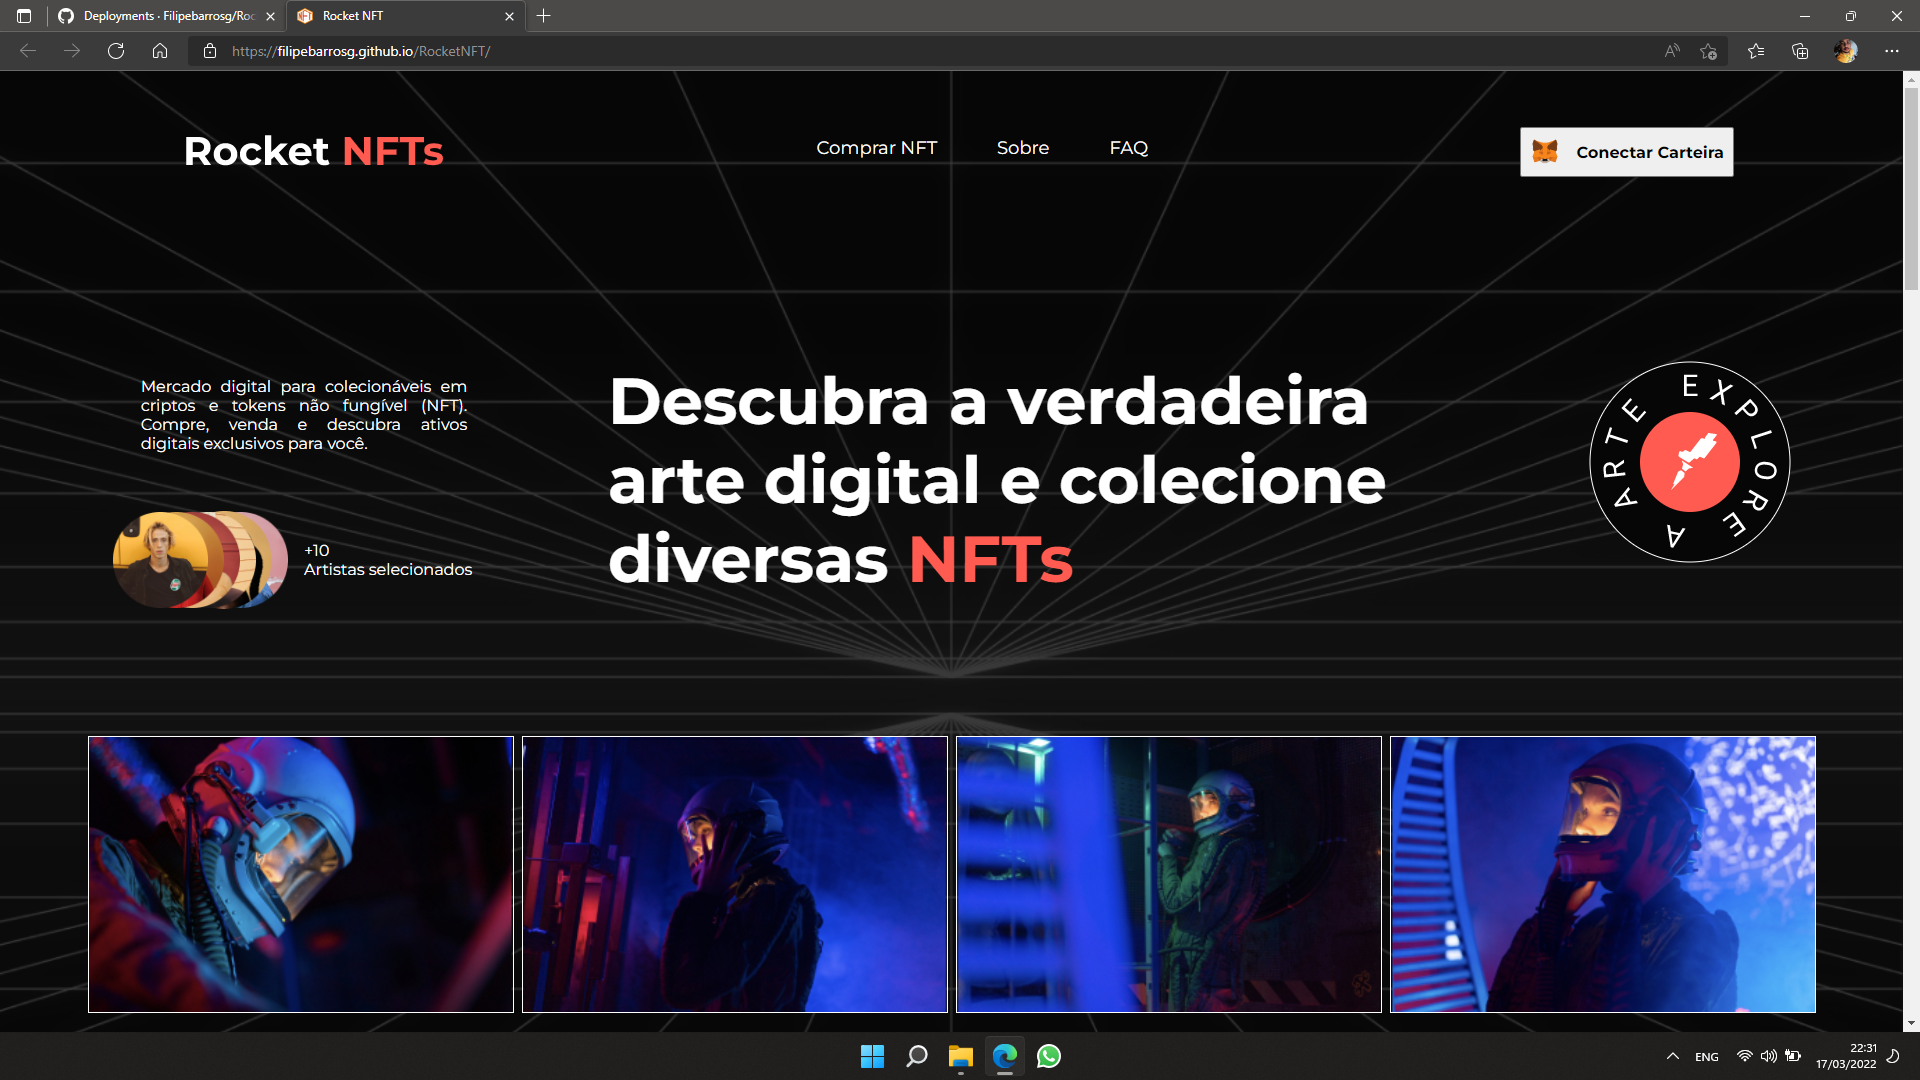 Deployments · Filipebarrosg/Roc
Rocket NFT
https://filipebarrosg.github.io/RocketNFT/
Rocket NFTs
Comprar NFT
Sobre
FAQ
Conectar Carteira
Mercado digital para colecionáveis em
criptos e tokens não fungível (NFT).
Compre, venda e descubra ativos
digitais exclusivos para você.
+10
Artistas selecionados
Descubra a verdadeira
arte digital e colecione
diversas NFTs
EXPLORE A ARTE
ENG
22:31
17/03/2022